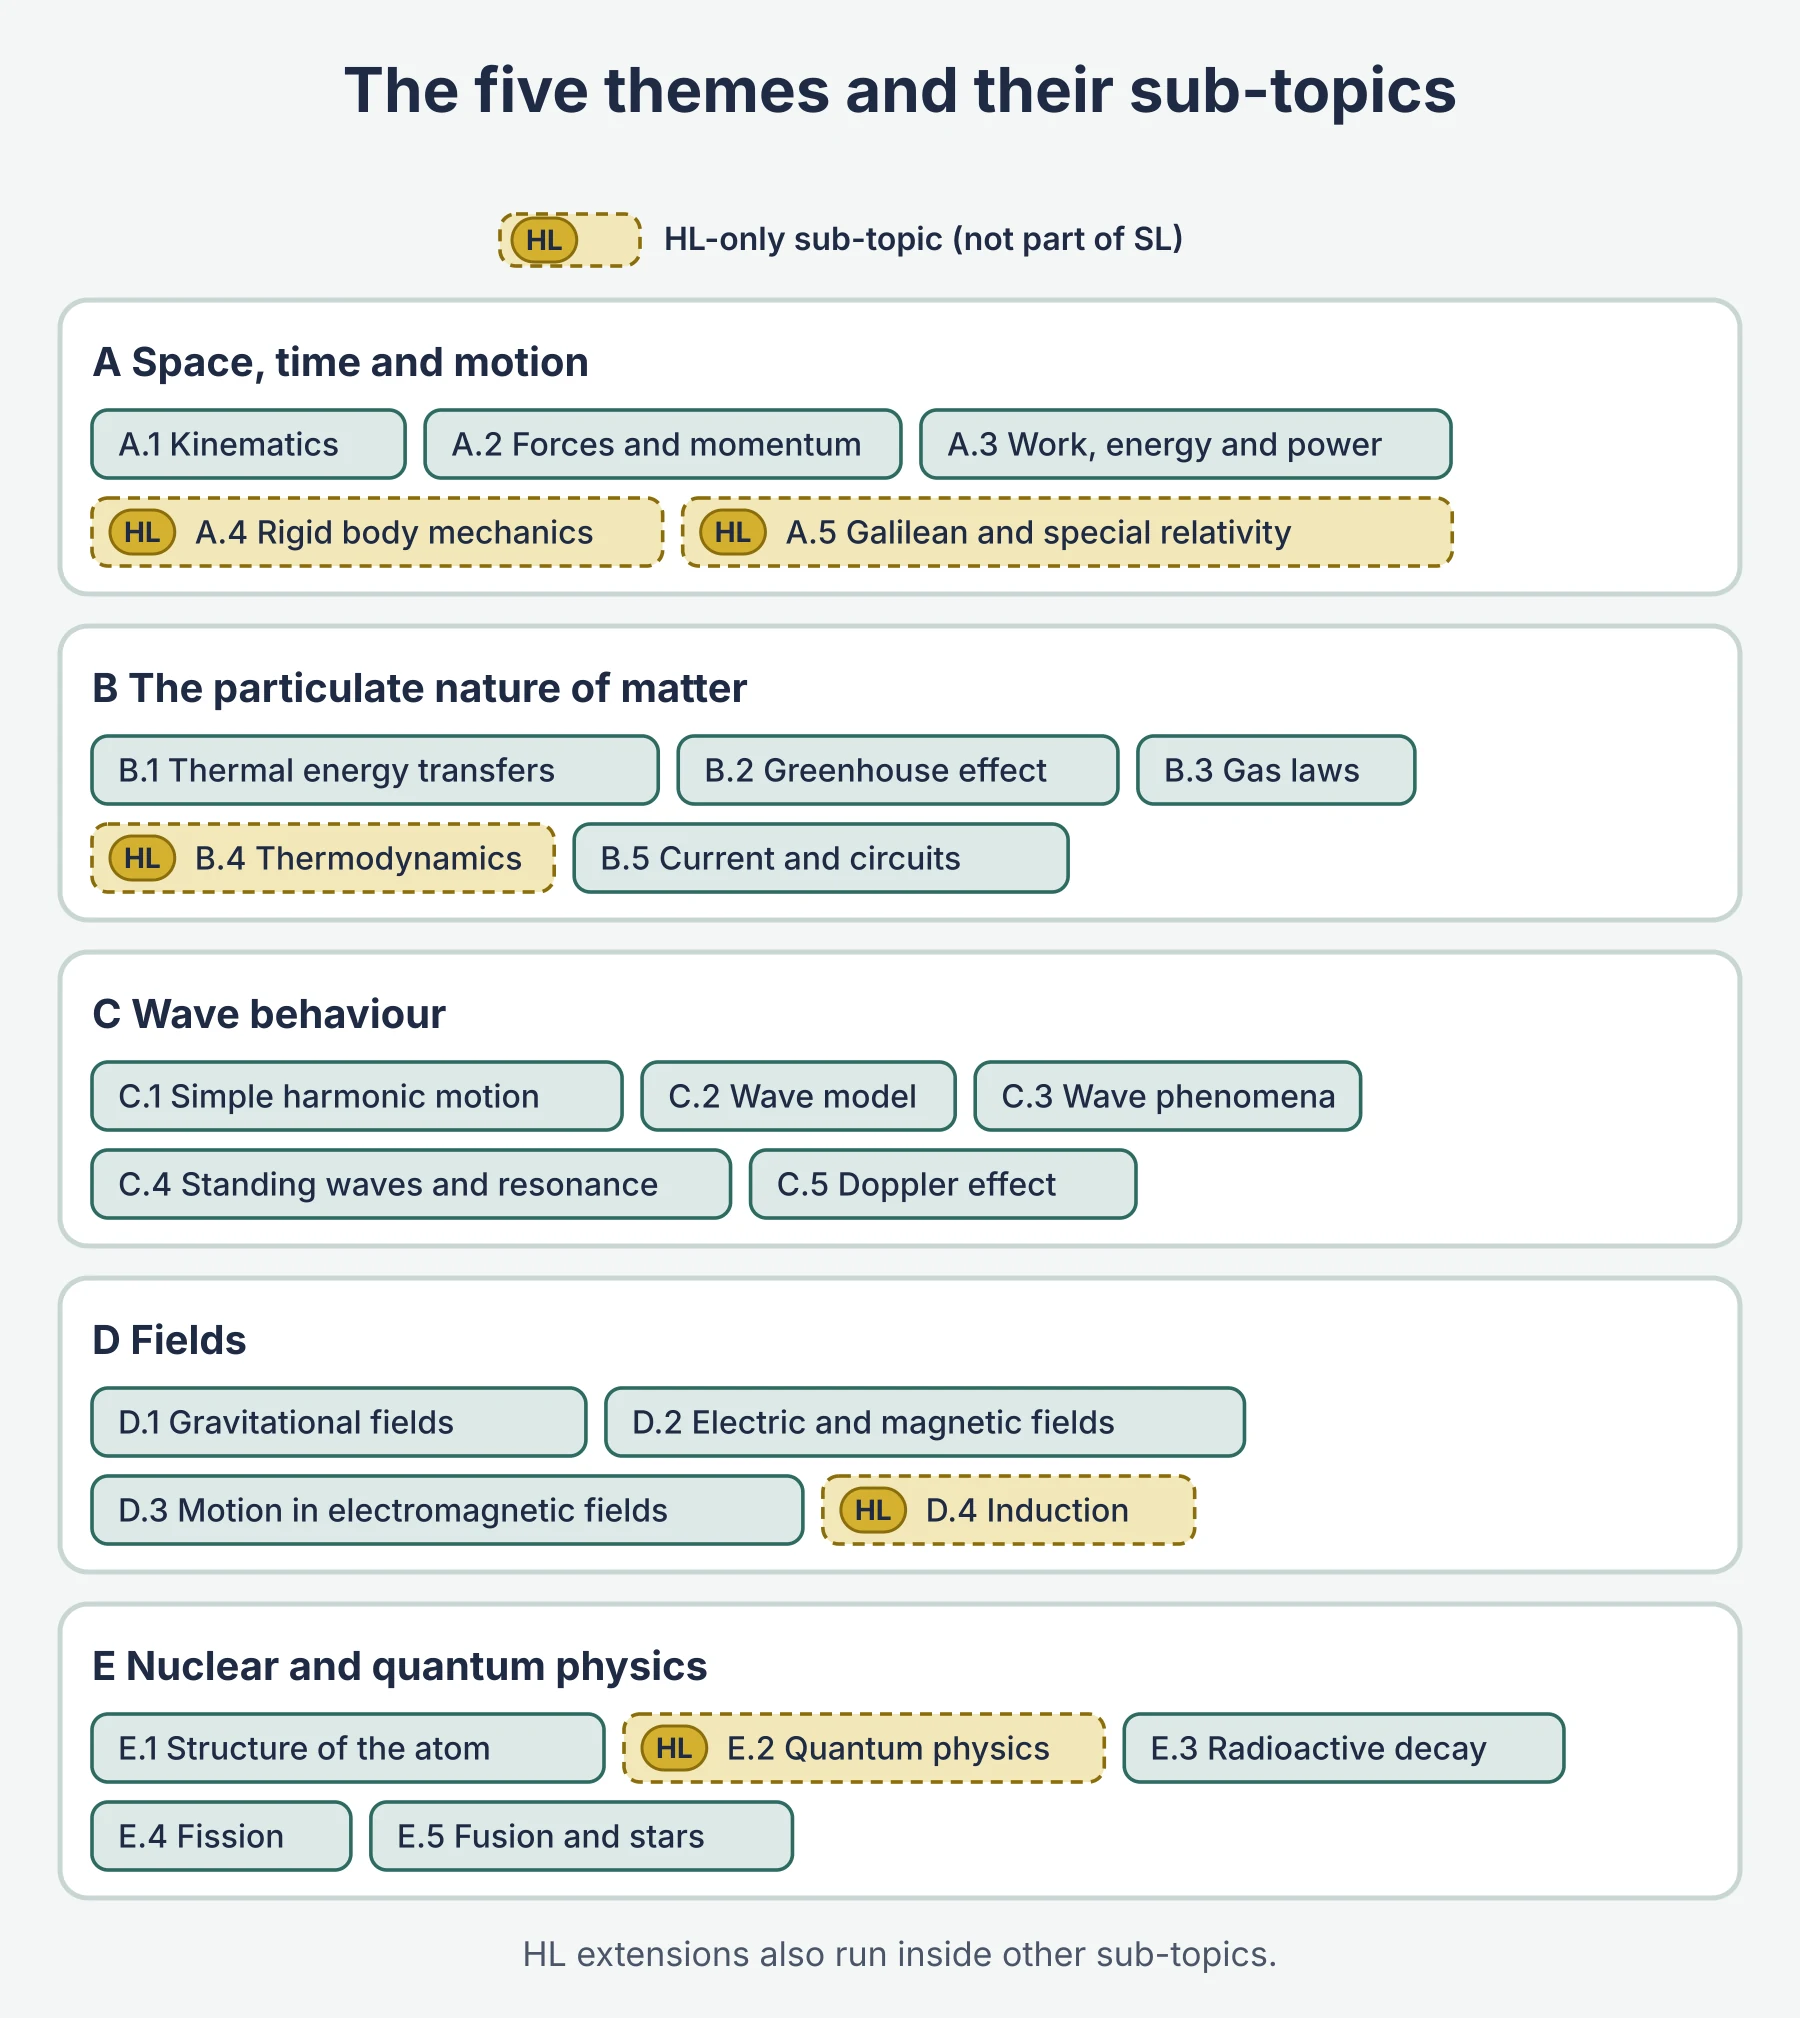 The five themes and their sub-topics
HL HL-only sub-topic (not part of SL)
A Space, time and motion
A.1 Kinematics A.2 Forces and momentum A.3 Work, energy and power
HL A.4 Rigid body mechanics HL A.5 Galilean and special relativity
B The particulate nature of matter
B.1 Thermal energy transfers B.2 Greenhouse effect B.3 Gas laws
HL B.4 Thermodynamics B.5 Current and circuits
C Wave behaviour
C.1 Simple harmonic motion C.2 Wave model C.3 Wave phenomena
C.4 Standing waves and resonance C.5 Doppler effect
D Fields
D.1 Gravitational fields D.2 Electric and magnetic fields
D.3 Motion in electromagnetic fields HL D.4 Induction
E Nuclear and quantum physics
E.1 Structure of the atom HL E.2 Quantum physics E.3 Radioactive decay
E.4 Fission E.5 Fusion and stars
HL extensions also run inside other sub-topics.